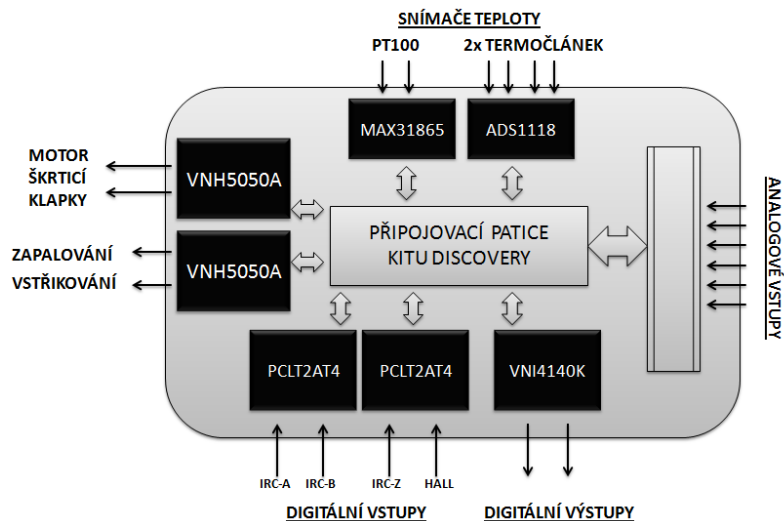 SNÍMAČE TEPLOTY
PT100
2x TERMOČLÁNEK
MAX31865
ADS1118
MOTOR
ŠKRTICÍ
KLAPKY
VNH5050A
ZAPALOVÁNÍ
VSTŘIKOVÁNÍ
VNH5050A
PŘIPOJOVACÍ PATICE
KITU DISCOVERY
ANALOGOVÉ VSTUPY
PCLT2AT4
PCLT2AT4
VNI4140K
IRC-A
IRC-B
IRC-Z
HALL
DIGITÁLNÍ VSTUPY
DIGITÁLNÍ VÝSTUPY